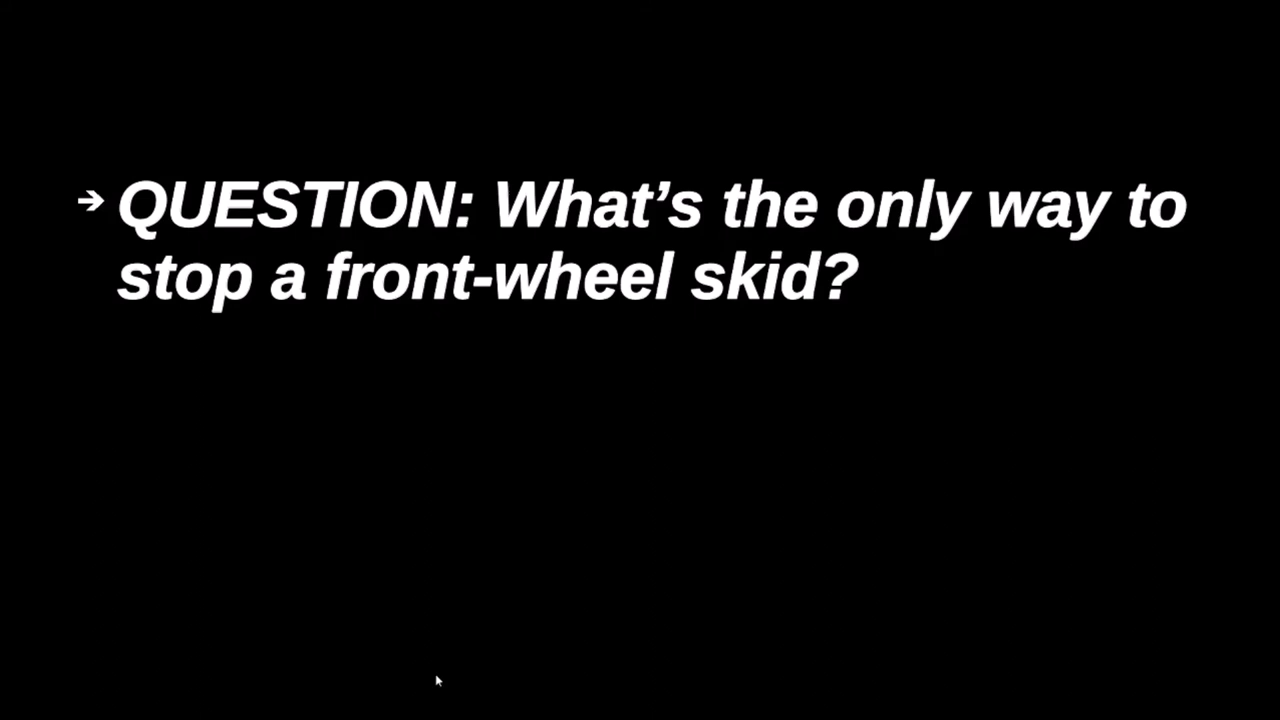 ➔ QUESTION: What’s the only way to
stop a front-wheel skid?